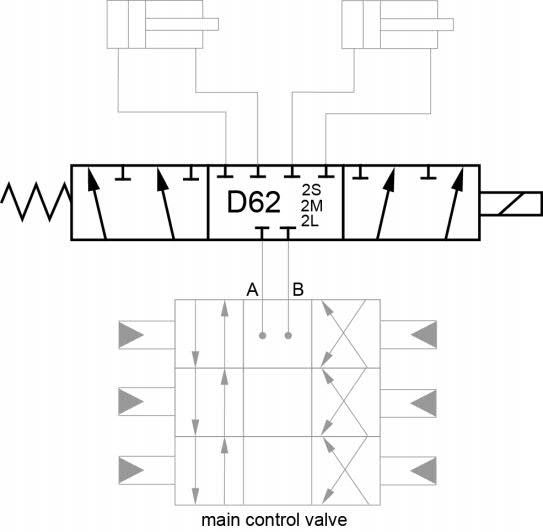 D62
2S
2M
2L
A B
main control valve